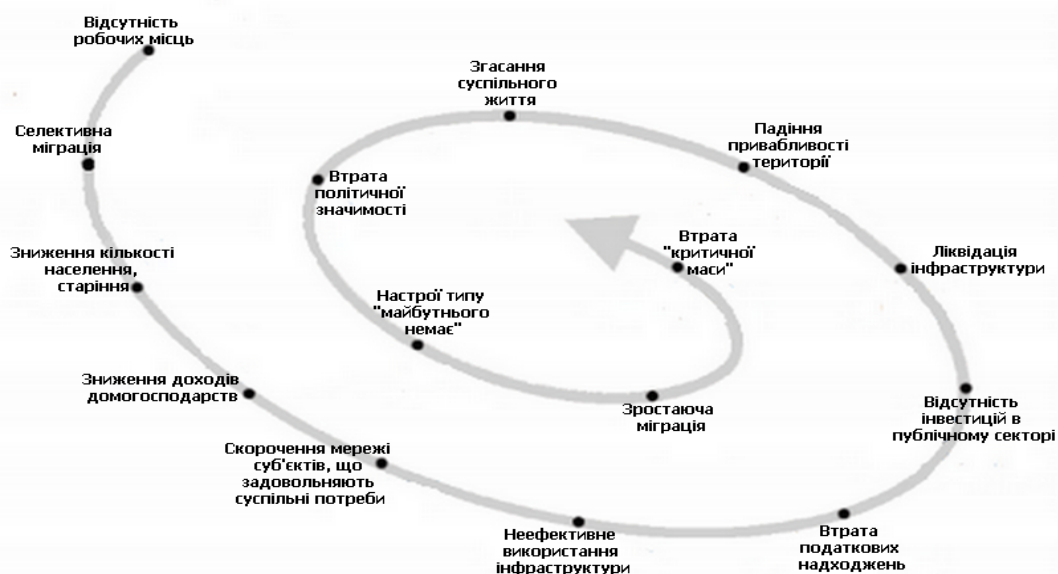 Відсутність
робочих місць
Селективна
міграція
Зниження кількості
населення,
старіння
Зниження доходів
домогосподарств
Скорочення мережі
суб'єктів, що
задовольняють
суспільні потреби
Неефективне
використання
інфраструктури
Втрата
податкових
надходжень
Відсутність
інвестицій в
публічному секторі
Ліквідація
інфраструктури
Падіння
привабливості
території
Згасання
суспільного
життя
Втрата
політичної
значимості
Настрої типу
"майбутнього
немає"
Зростаюча
міграція
Втрата
"критичної
маси"